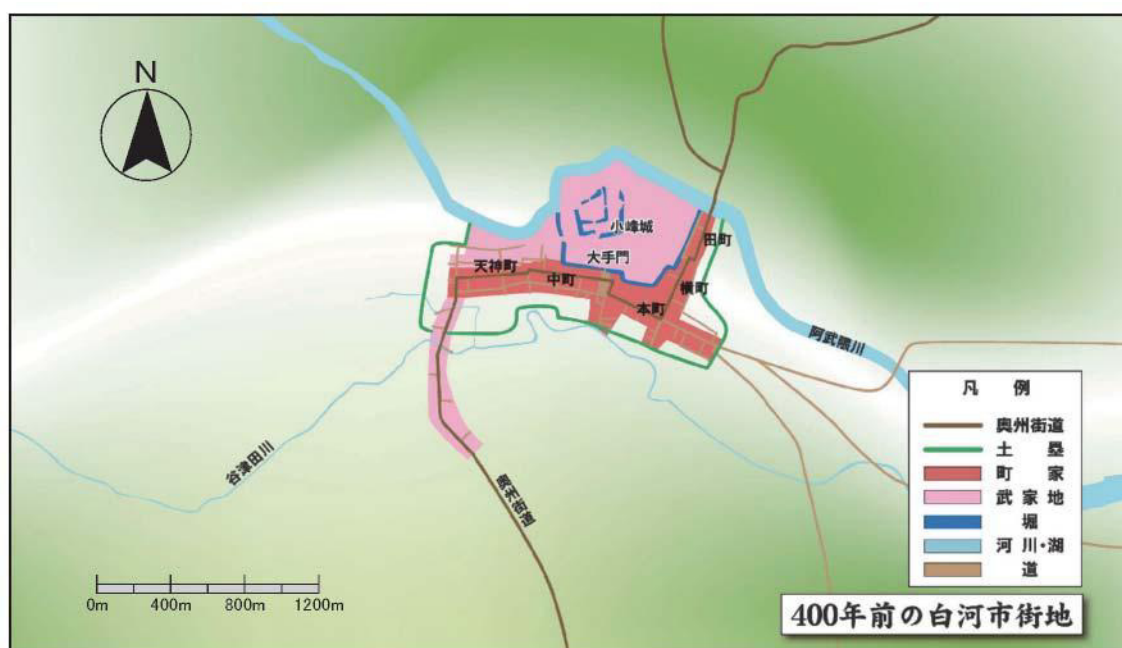 N
小峰城
田町
大手門
天神町
中町
横町
本町
阿武隈川
谷津田川
奥州街道
凡 例
奥州街道
土 塁
町 家
武家地
堀
河川・湖
道
0m 400m 800m 1200m
400年前の白河市街地